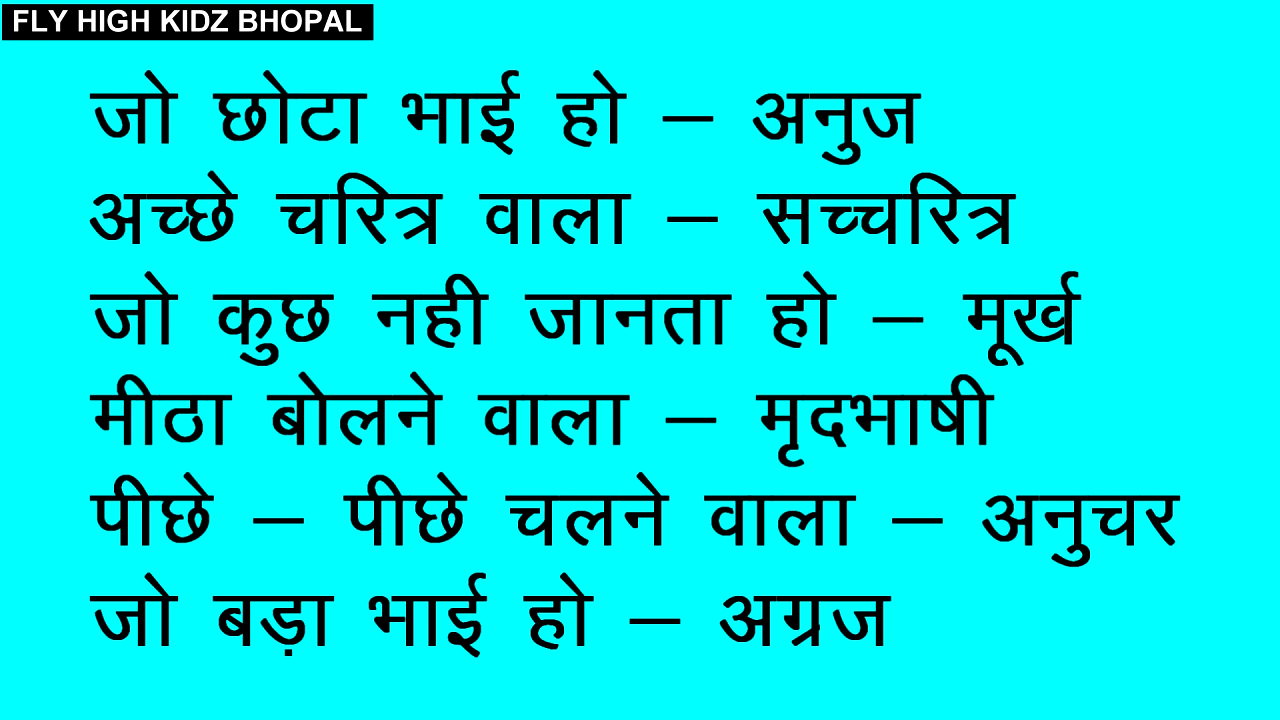 FLY HIGH KIDZ BHOPAL
जो छोटा भाई हो – अनुज
अच्छे चरित्र वाला – सच्चरित्र
जो कुछ नही जानता हो – मूर्ख
मीठा बोलने वाला – मृदभाषी
पीछे – पीछे चलने वाला – अनुचर
जो बड़ा भाई हो – अग्रज